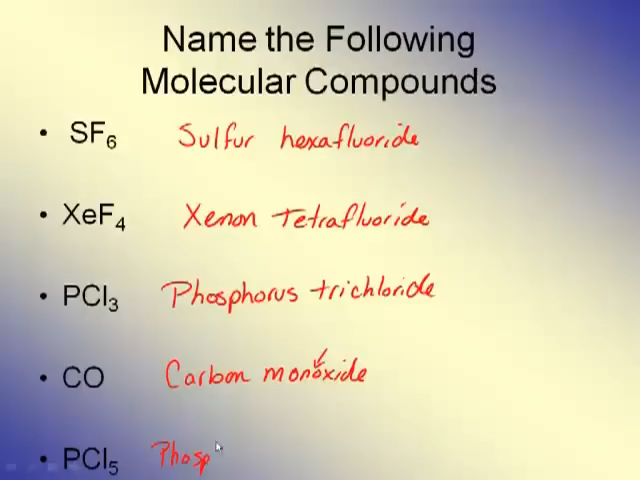 Name the Following
Molecular Compounds
• SF6 Sulfur hexafluoride
• XeF4 Xenon Tetrafluoride
• PCl3 Phosphorus trichloride
• CO Carbon monoxide
• PCl5 Phosp